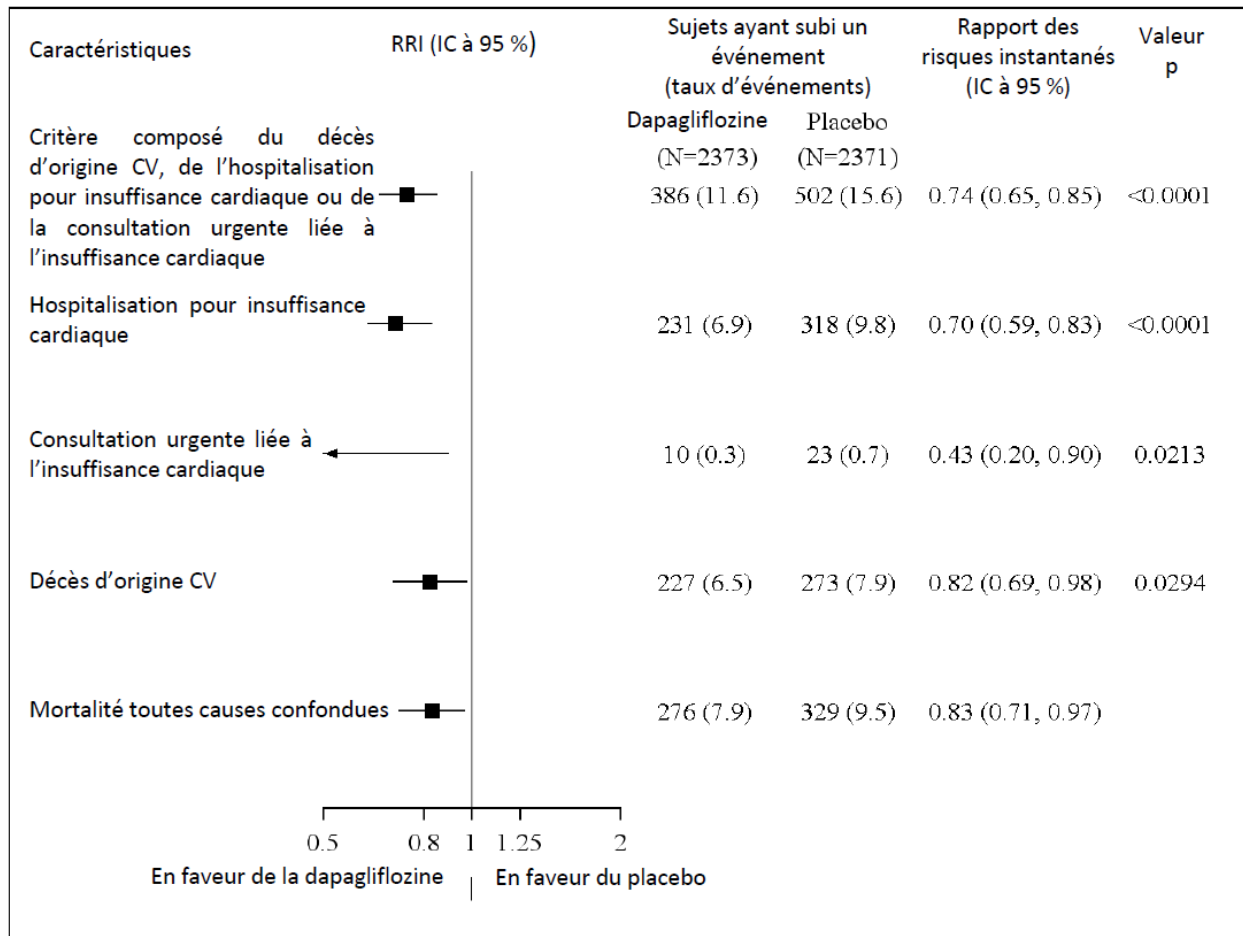 Caractéristiques
RRI (IC à 95 %)
Sujets ayant subi un
événement
(taux d'événements)
Rapport des
risques instantanés
(IC à 95 %)
Valeur
p
Dapagliflozine
(N=2373)
Placebo
(N=2371)
Critère composé du décès
d'origine CV, de l'hospitalisation
pour insuffisance cardiaque ou de
la consultation urgente liée à
l'insuffisance cardiaque
386 (11.6) 502 (15.6) 0.74 (0.65, 0.85) <0.0001
Hospitalisation pour insuffisance
cardiaque
231 (6.9) 318 (9.8) 0.70 (0.59, 0.83) <0.0001
Consultation urgente liée à
l'insuffisance cardiaque
10 (0.3) 23 (0.7) 0.43 (0.20, 0.90) 0.0213
Décès d'origine CV
227 (6.5) 273 (7.9) 0.82 (0.69, 0.98) 0.0294
Mortalité toutes causes confondues
276 (7.9) 329 (9.5) 0.83 (0.71, 0.97)
0.5 0.8 1 1.25 2
En faveur de la dapagliflozine
En faveur du placebo